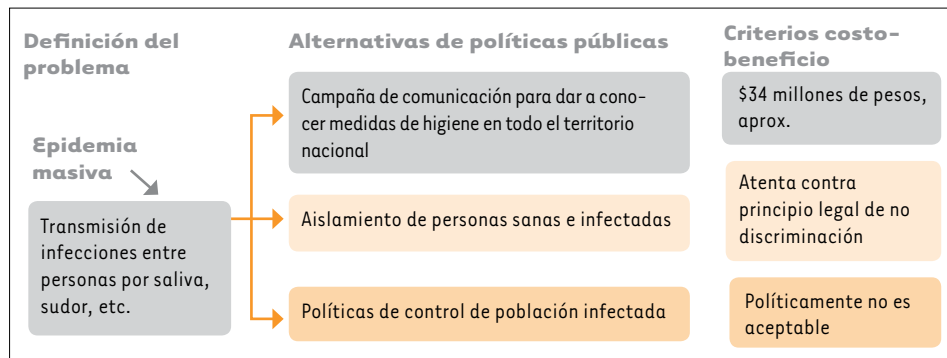 Definición del
problema
Alternativas de políticas públicas
Criterios costo-
beneficio
Epidemia
masiva
Transmisión de
infecciones entre
personas por saliva,
sudor, etc.
Campaña de comunicación para dar a cono-
cer medidas de higiene en todo el territorio
nacional
$34 millones de pesos,
aprox.
Aislamiento de personas sanas e infectadas
Atenta contra
principio legal de no
discriminación
Políticas de control de población infectada
Políticamente no es
aceptable